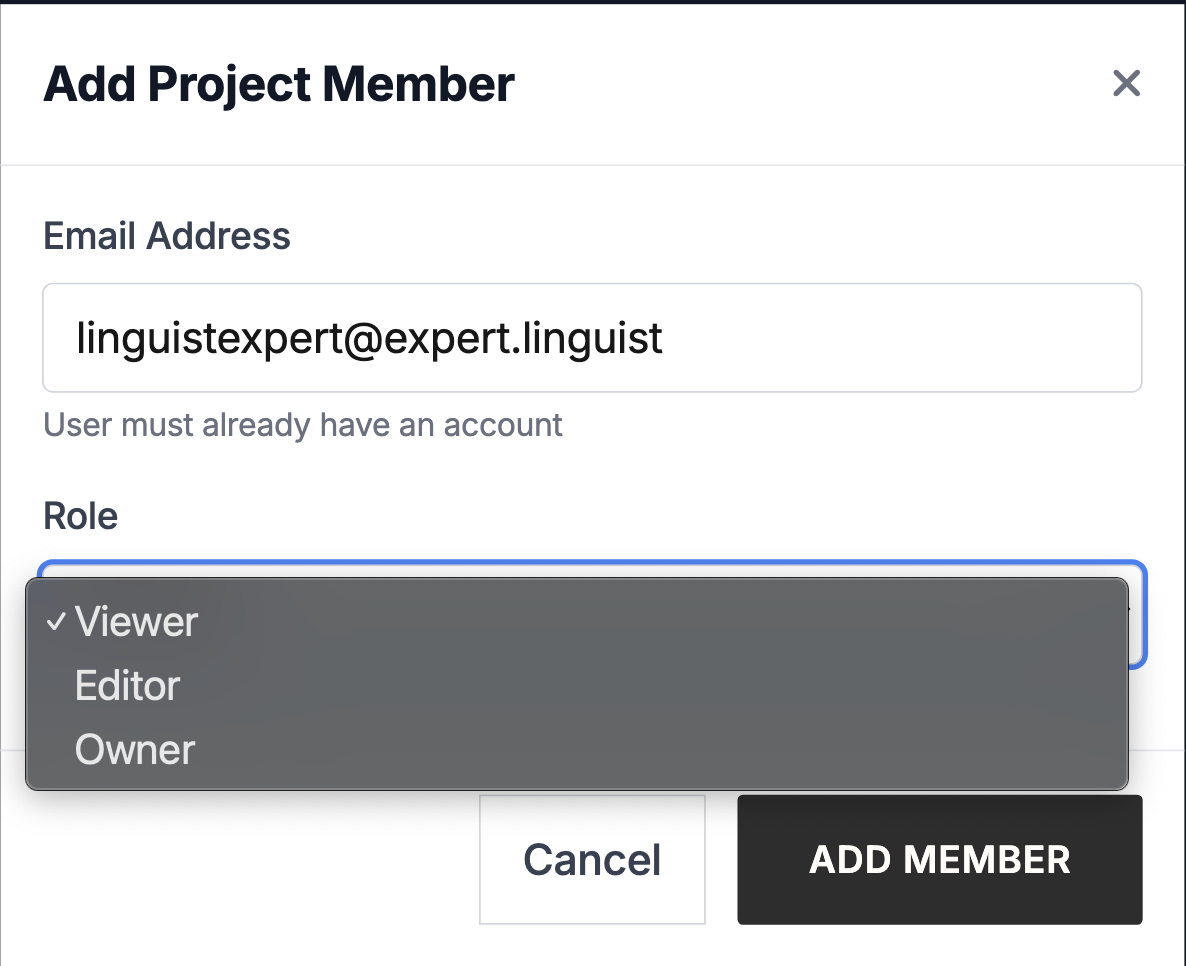 Add Project Member
Email Address
linguistexpert@expert.linguist
User must already have an account
Role
✓ Viewer
Editor
Owner
Cancel
ADD MEMBER